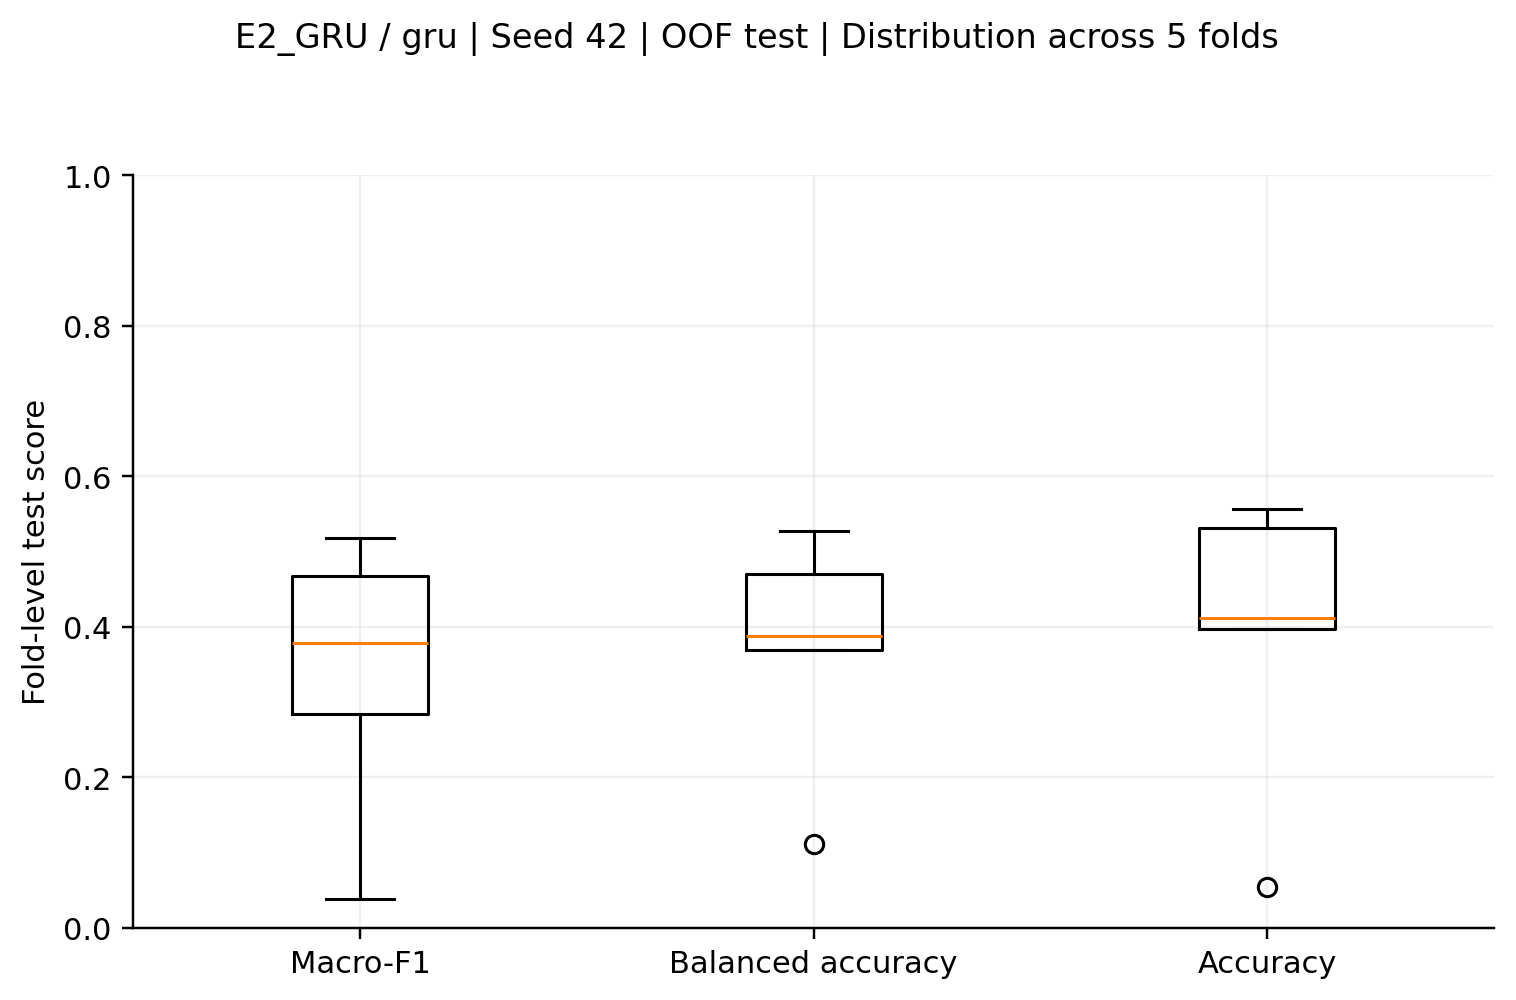 E2_GRU / gru | Seed 42 | OOF test | Distribution across 5 folds
1.0
0.8
0.6
0.4
0.2
0.0
Fold-level test score
Macro-F1
Balanced accuracy
Accuracy